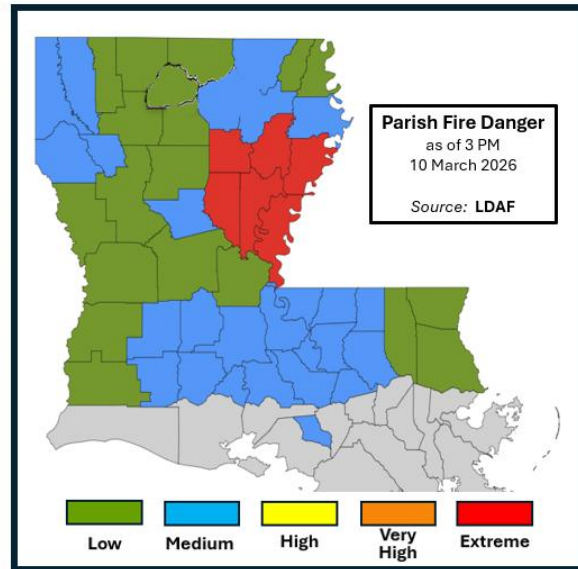 Parish Fire Danger
as of 3 PM
10 March 2026
Source: LDAF
Low
Medium
High
Very
High
Extreme